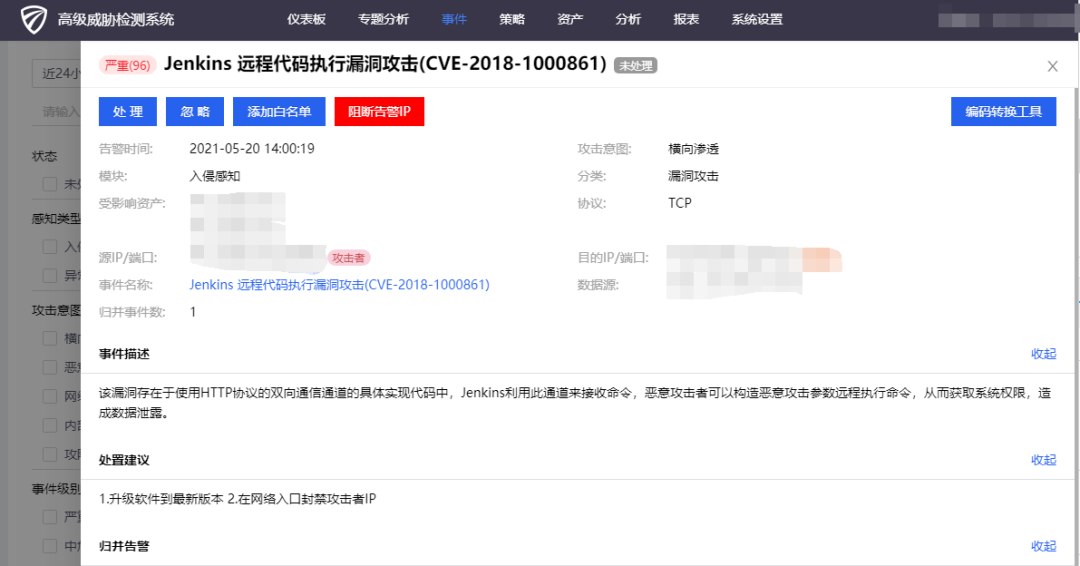 高级威胁检测系统
仪表板 专题分析 事件 策略 资产 分析 报表 系统设置
近24小
严重(96) Jenkins 远程代码执行漏洞攻击(CVE-2018-1000861) 未处理
请输入
处 理 忽 略 添加白名单 阻断告警IP 编码转换工具
告警时间: 2021-05-20 14:00:19 攻击意图: 横向渗透
状态
模块: 入侵感知 分类: 漏洞攻击
受影响资产: 协议: TCP
感知类型
源IP/端口: 攻击者 目的IP/端口:
事件名称: Jenkins 远程代码执行漏洞攻击(CVE-2018-1000861) 数据源:
攻击意图
归并事件数: 1
事件描述 收起
该漏洞存在于使用HTTP协议的双向通信通道的具体实现代码中，Jenkins利用此通道来接收命令，恶意攻击者可以构造恶意攻击参数远程执行命令，从而获取系统权限，造
成数据泄露。
处置建议 收起
事件级别
1.升级软件到最新版本 2.在网络入口封禁攻击者IP
归并告警 收起